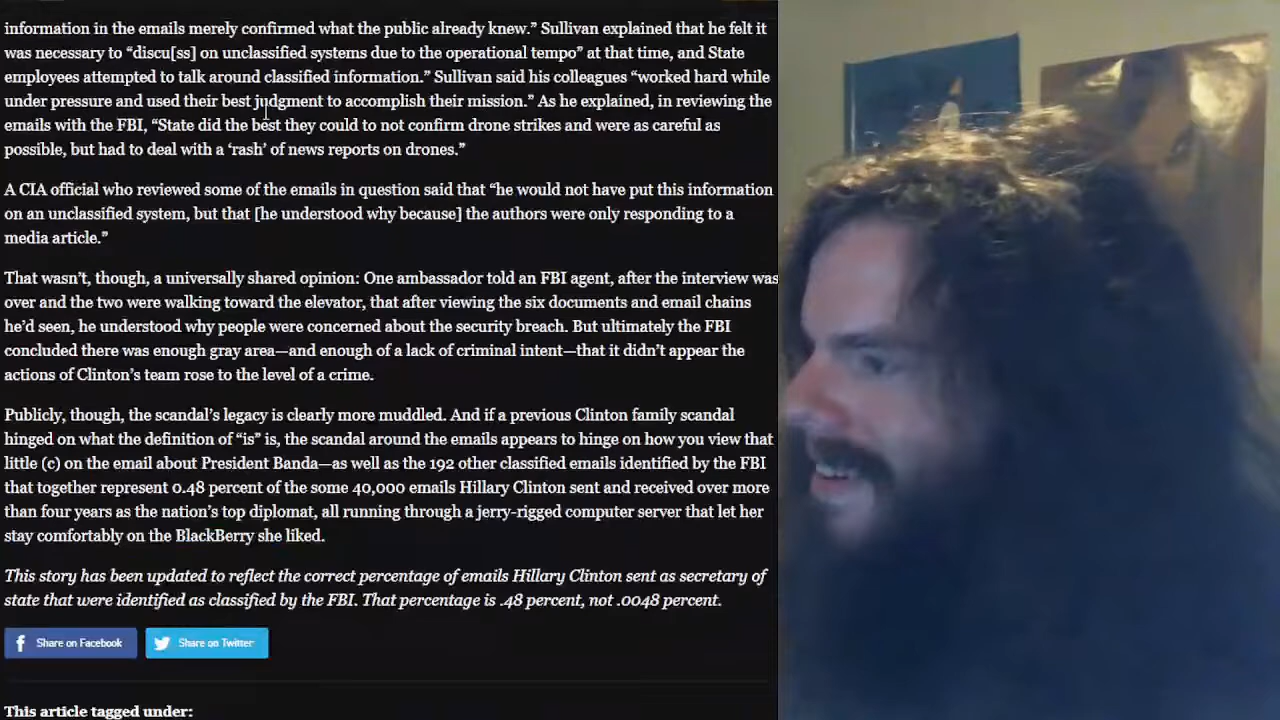 information in the emails merely confirmed what the public already knew.” Sullivan explained that he felt it
was necessary to “discu[ss] on unclassified systems due to the operational tempo” at that time, and State
employees attempted to talk around classified information.” Sullivan said his colleagues “worked hard while
under pressure and used their best judgment to accomplish their mission.” As he explained, in reviewing the
emails with the FBI, “State did the best they could to not confirm drone strikes and were as careful as
possible, but had to deal with a ‘rash’ of news reports on drones.”
A CIA official who reviewed some of the emails in question said that “he would not have put this information
on an unclassified system, but that [he understood why because] the authors were only responding to a
media article.”
That wasn’t, though, a universally shared opinion: One ambassador told an FBI agent, after the interview was
over and the two were walking toward the elevator, that after viewing the six documents and email chains
he’d seen, he understood why people were concerned about the security breach. But ultimately the FBI
concluded there was enough gray area—and enough of a lack of criminal intent—that it didn’t appear the
actions of Clinton’s team rose to the level of a crime.
Publicly, though, the scandal’s legacy is clearly more muddled. And if a previous Clinton family scandal
hinged on what the definition of “is” is, the scandal around the emails appears to hinge on how you view that
little (c) on the email about President Banda—as well as the 192 other classified emails identified by the FBI
that together represent 0.48 percent of the some 40,000 emails Hillary Clinton sent and received over more
than four years as the nation’s top diplomat, all running through a jerry-rigged computer server that let her
stay comfortably on the BlackBerry she liked.
This story has been updated to reflect the correct percentage of emails Hillary Clinton sent as secretary of
state that were identified as classified by the FBI. That percentage is .48 percent, not .0048 percent.
Share on Facebook
Share on Twitter
This article tagged under: